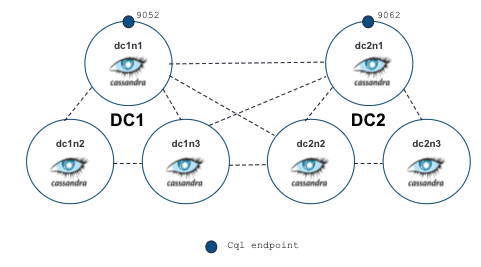 9052
9062
dc1n1
dc2n1
cassandra
cassandra
DC1
DC2
dc1n2
dc1n3
dc2n2
dc2n3
cassandra
cassandra
cassandra
cassandra
Cql endpoint